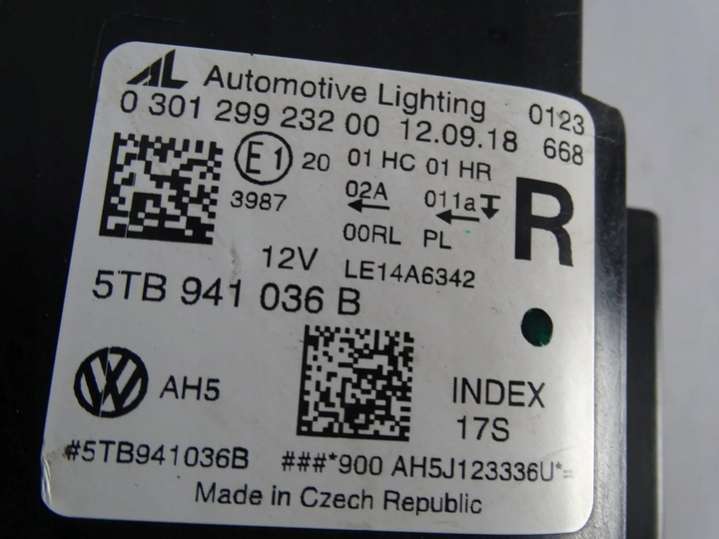 AL Automotive Lighting
0 301 299 232 00 12.09.18 0123
668
E1 20 01 HC 01 HR
3987 02A 011a R
00RL PL
12V LE14A6342
5TB 941 036 B
VW AH5 INDEX
17S
#5TB941036B ###*900 AH5J123336U*=
Made in Czech Republic